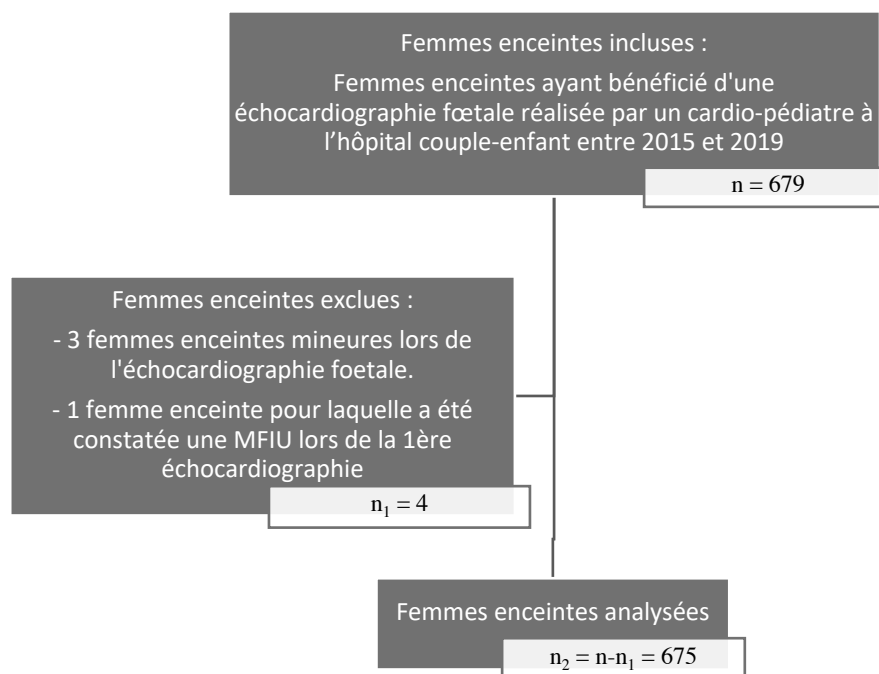 Femmes enceintes incluses :
Femmes enceintes ayant bénéficié d'une
échocardiographie fœtale réalisée par un cardio-pédiatre à
l’hôpital couple-enfant entre 2015 et 2019
n = 679
Femmes enceintes exclues :
- 3 femmes enceintes mineures lors de
l'échocardiographie foetale.
- 1 femme enceinte pour laquelle a été
constatée une MFIU lors de la 1ère
échocardiographie
n₁ = 4
Femmes enceintes analysées
n₂ = n-n₁ = 675